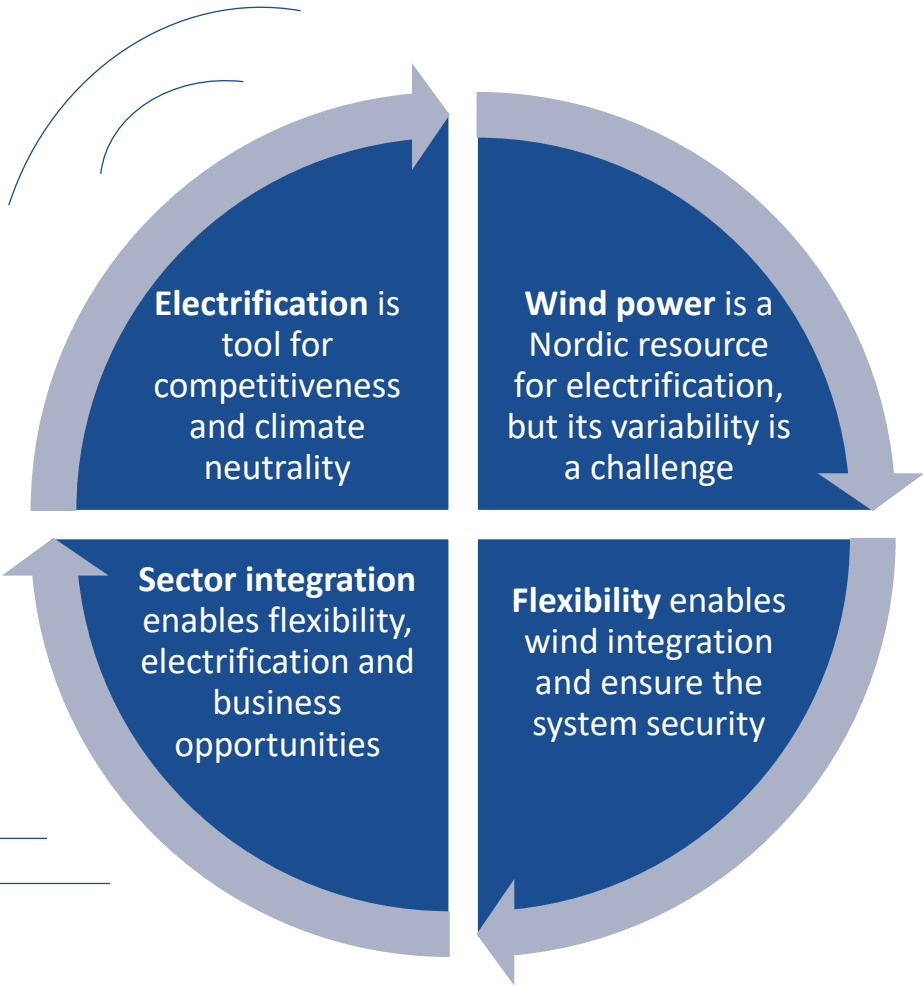 Electrification is
tool for
competitiveness
and climate
neutrality
Wind power is a
Nordic resource
for electrification,
but its variability is
a challenge
Flexibility enables
wind integration
and ensure the
system security
Sector integration
enables flexibility,
electrification and
business
opportunities